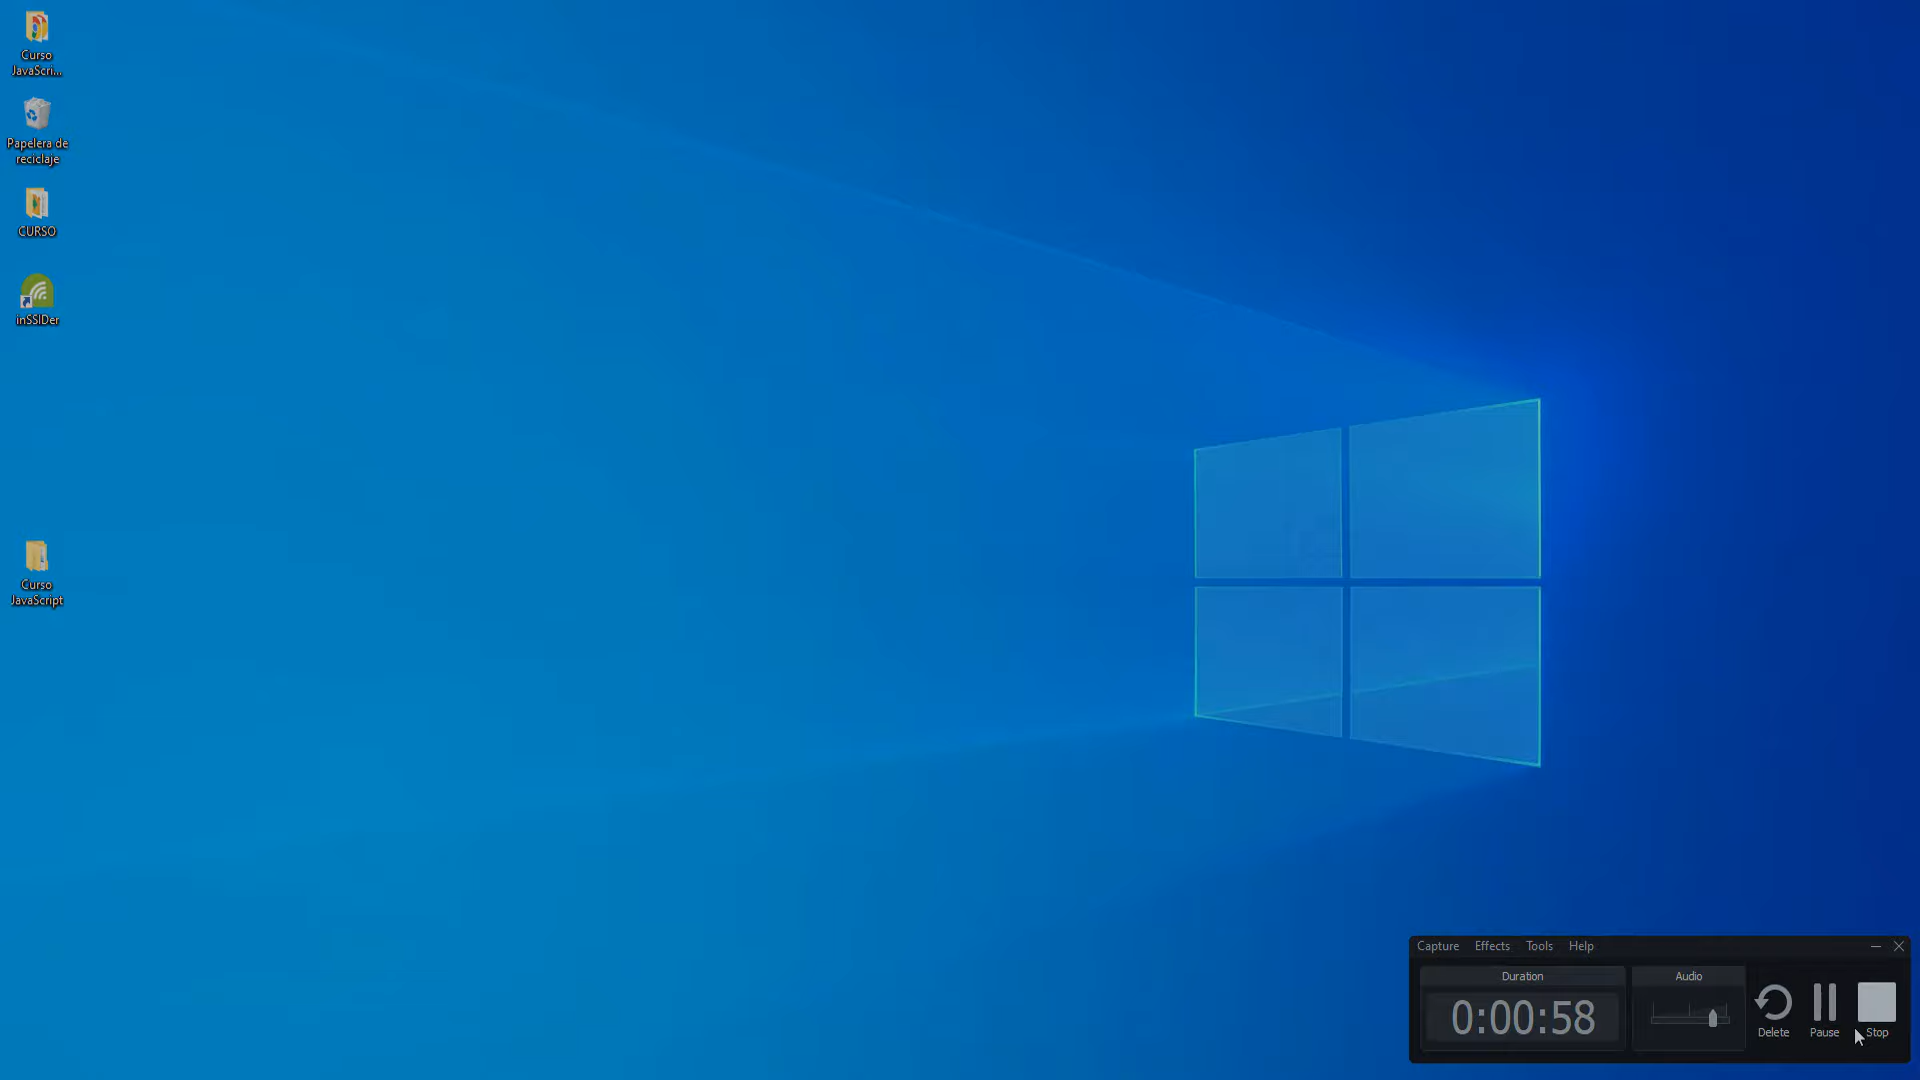 Curso
JavaScri...
Papelera de
reciclaje
CURSO
inSSIDer
Curso
JavaScript
Capture Effects Tools Help
Duration Audio
0:00:58
Delete Pause Stop